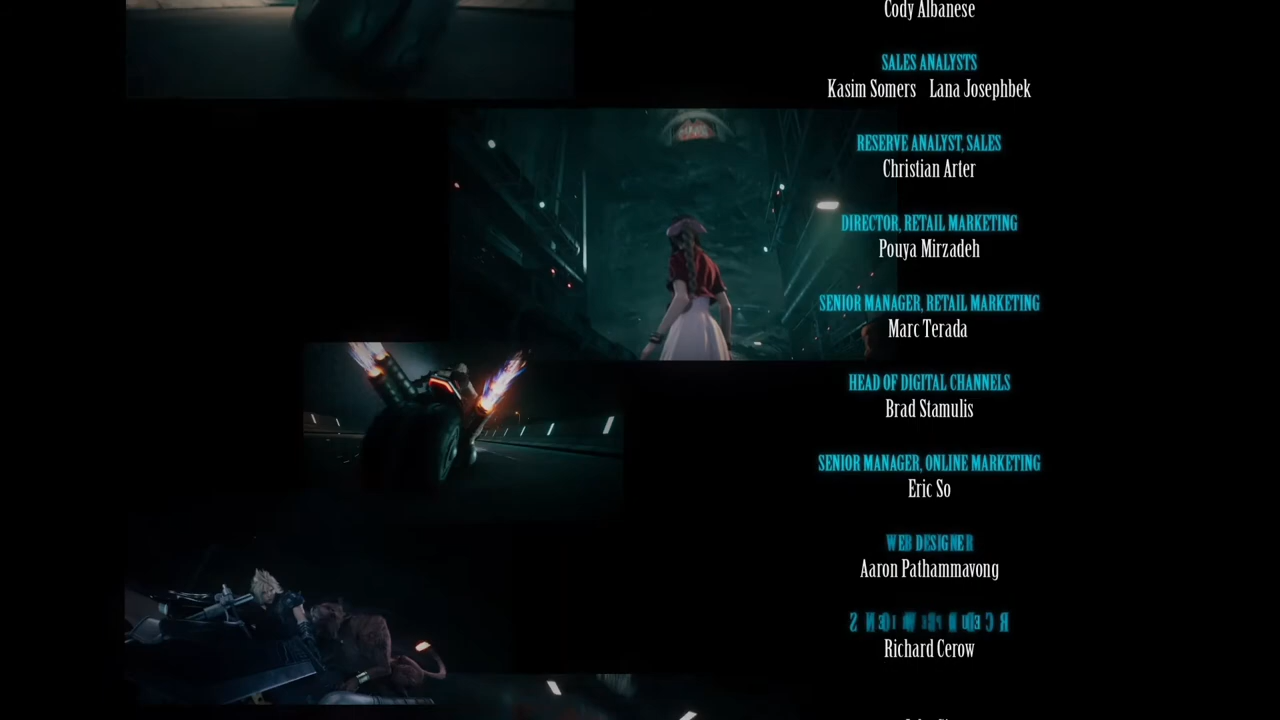 Cody Albanese
SALES ANALYSTS
Kasim Somers Lana Josephbek
RESERVE ANALYST, SALES
Christian Arter
DIRECTOR, RETAIL MARKETING
Pouya Mirzadeh
SENIOR MANAGER, RETAIL MARKETING
Marc Terada
HEAD OF DIGITAL CHANNELS
Brad Stamulis
SENIOR MANAGER, ONLINE MARKETING
Eric So
WEB DESIGNER
Aaron Pathammavong
Richard Cerow